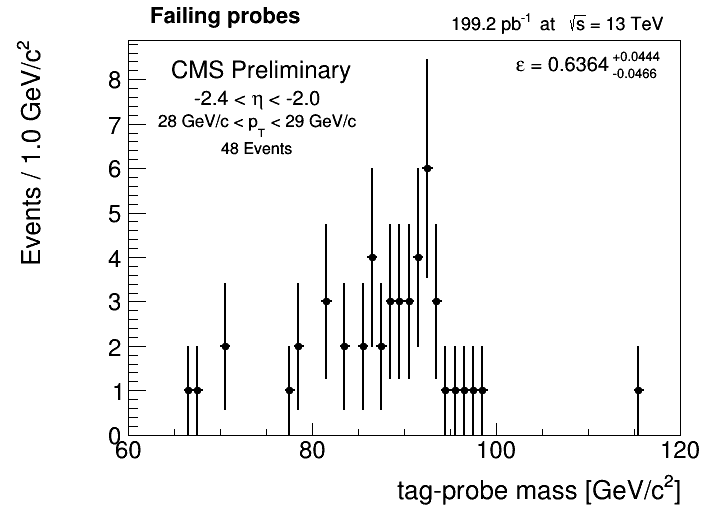 Failing probes
199.2 pb⁻¹ at √s = 13 TeV
CMS Preliminary
-2.4 < η < -2.0
28 GeV/c < p_T < 29 GeV/c
48 Events
ε = 0.6364 +0.0444 -0.0466
Events / 1.0 GeV/c²
8
7
6
5
4
3
2
1
0
60 80 100 120
tag-probe mass [GeV/c²]